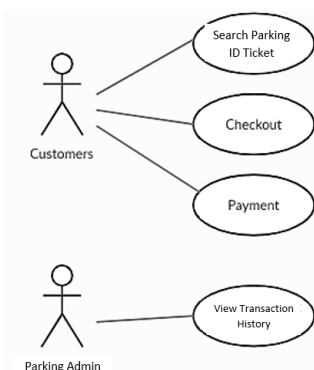 Search Parking
ID Ticket
Customers
Checkout
Payment
View Transaction
History
Parking Admin